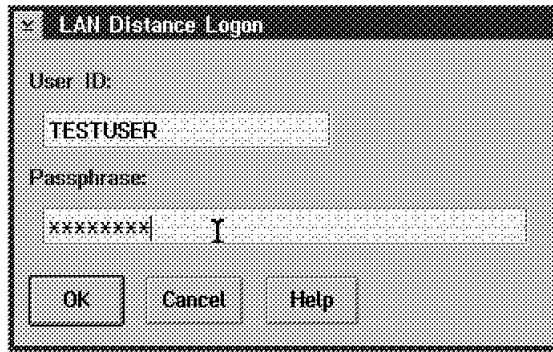 LAN Distance Logon
User ID:
TESTUSER
Passphrase:
xxxxxxxx
OK Cancel Help